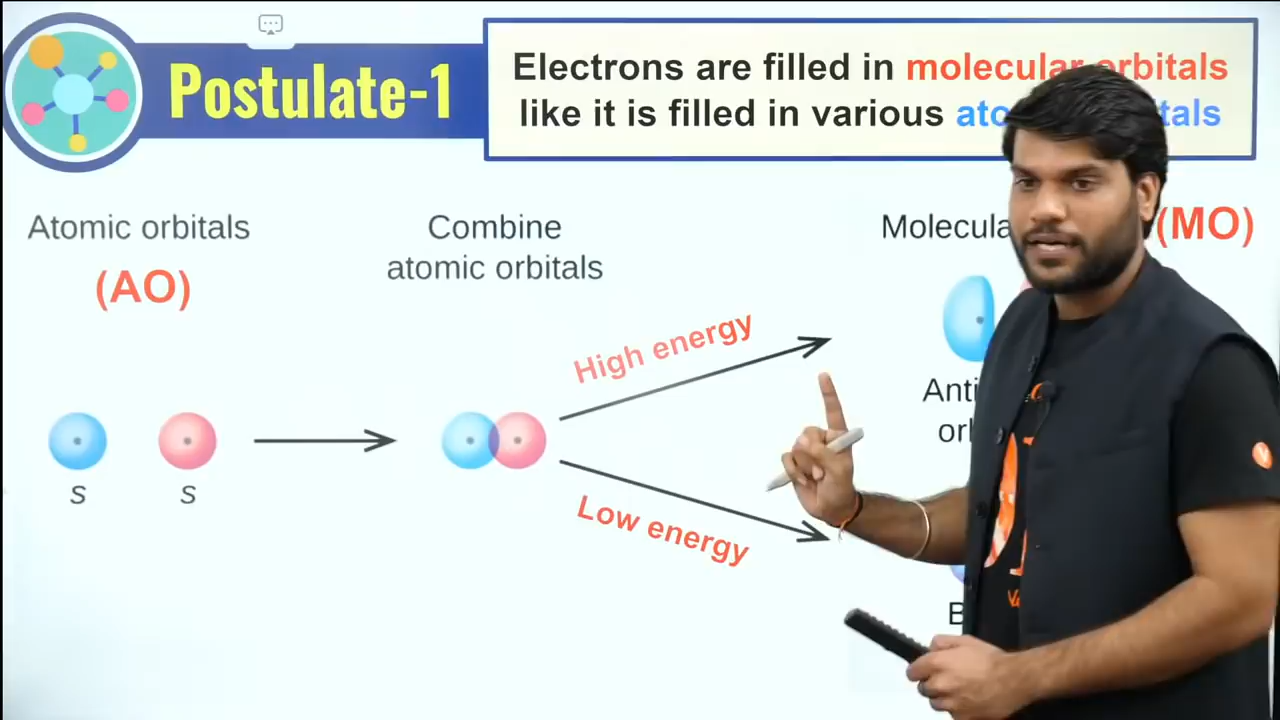 Postulate-1
Electrons are filled in molecular orbitals
like it is filled in various
Atomic orbitals
(AO)
Combine
atomic orbitals
(MO)
High energy
Low energy
s
s